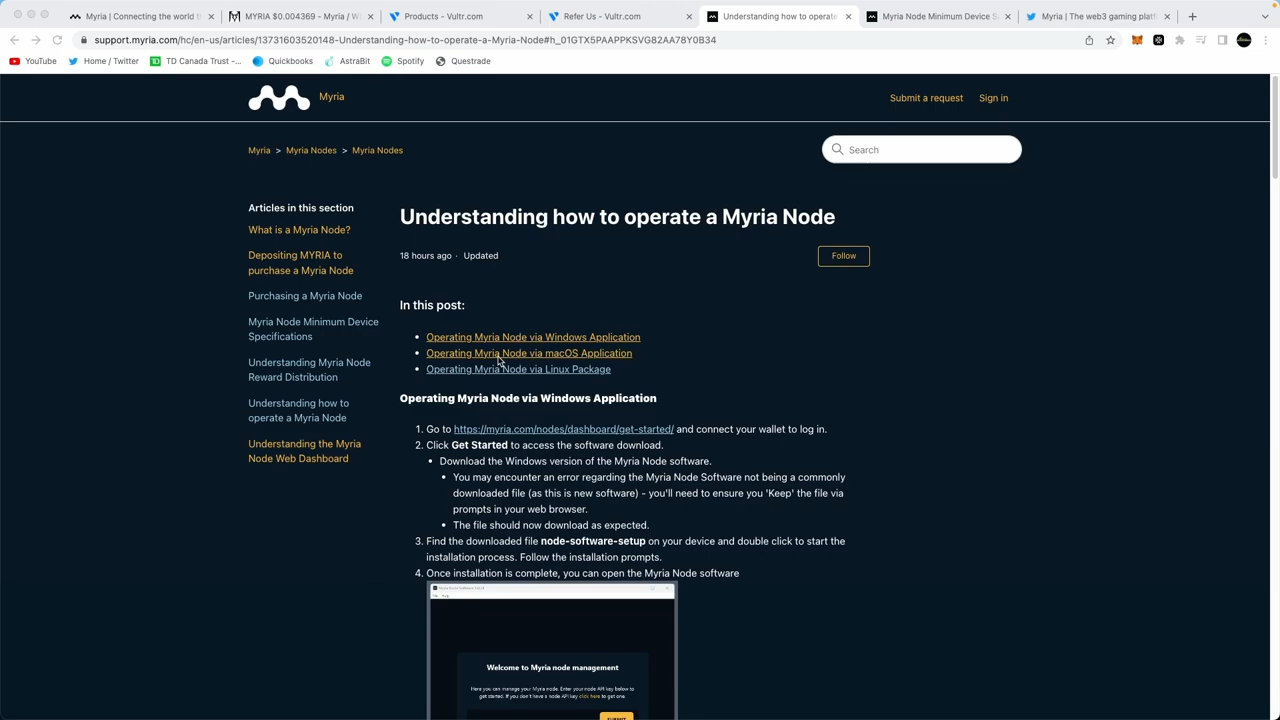 Myria | Connecting the world t
MYRIA $0.004369 - Myria / W
Products - Vultr.com
Refer Us - Vultr.com
Understanding how to operate
Myria Node Minimum Device S
Myria | The web3 gaming platf
support.myria.com/hc/en-us/articles/13731603520148-Understanding-how-to-operate-a-Myria-Node#h_01GTX5PAAPPKSVG82AA78Y0B34
YouTube
Home / Twitter
TD Canada Trust -...
Quickbooks
AstraBit
Spotify
Questrade
Myria
Submit a request
Sign in
Myria > Myria Nodes > Myria Nodes
Search
Articles in this section
What is a Myria Node?
Depositing MYRIA to
purchase a Myria Node
Purchasing a Myria Node
Myria Node Minimum Device
Specifications
Understanding Myria Node
Reward Distribution
Understanding how to
operate a Myria Node
Understanding the Myria
Node Web Dashboard
Understanding how to operate a Myria Node
18 hours ago · Updated
Follow
In this post:
• Operating Myria Node via Windows Application
• Operating Myria Node via macOS Application
• Operating Myria Node via Linux Package
Operating Myria Node via Windows Application
1. Go to https://myria.com/nodes/dashboard/get-started/ and connect your wallet to log in.
2. Click Get Started to access the software download.
• Download the Windows version of the Myria Node software.
• You may encounter an error regarding the Myria Node Software not being a commonly
downloaded file (as this is new software) - you'll need to ensure you 'Keep' the file via
prompts in your web browser.
• The file should now download as expected.
3. Find the downloaded file node-software-setup on your device and double click to start the
installation process. Follow the installation prompts.
4. Once installation is complete, you can open the Myria Node software
Welcome to Myria node management
Here you can manage your Myria node. Enter your node API key below to
get started. If you don't have a node API key click here to get one.
SUBMIT